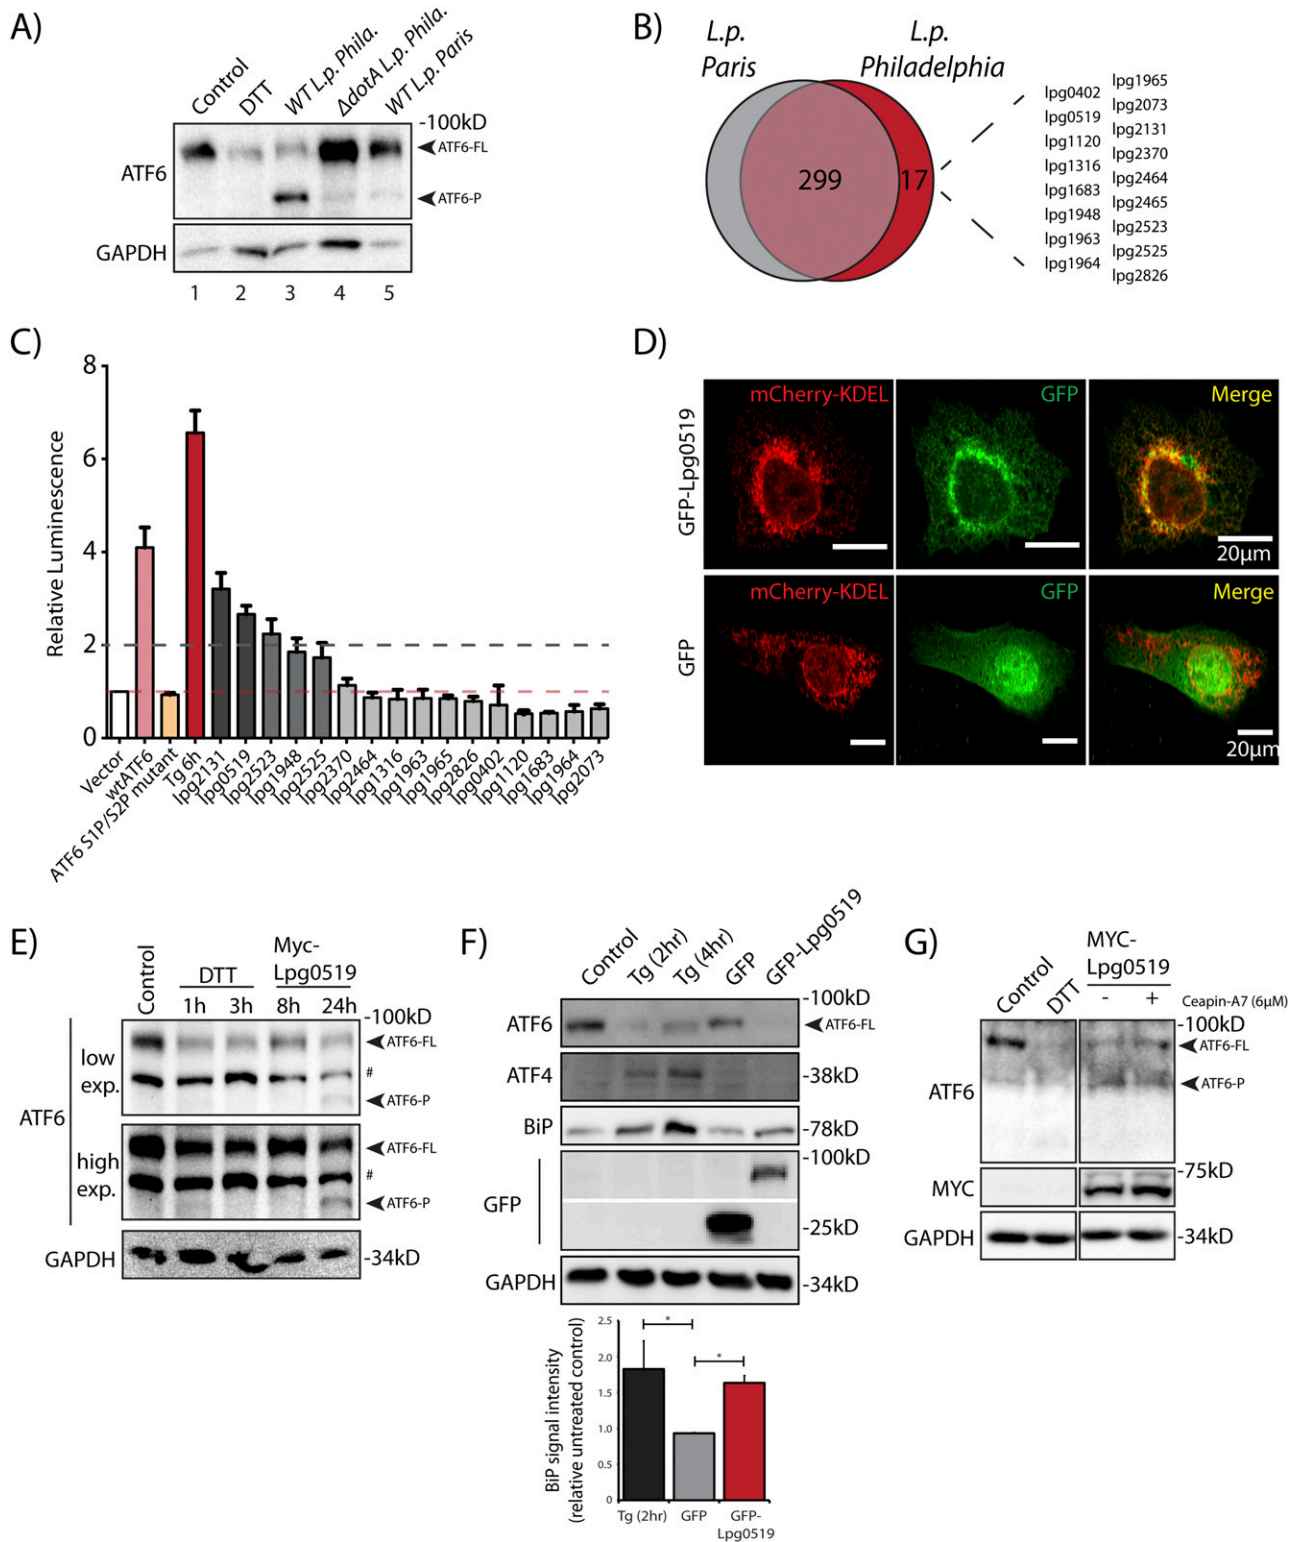 A)
Control
DTT
WT L.p. Phila.
ΔdotA L.p. Phila.
WT L.p. Paris
-100kD
ATF6
ATF6-FL
ATF6-P
GAPDH
1 2 3 4 5
B)
L.p.
Paris
L.p.
Philadelphia
299
17
lpg0402
lpg0519
lpg1120
lpg1316
lpg1683
lpg1948
lpg1963
lpg1964
lpg1965
lpg2073
lpg2131
lpg2370
lpg2464
lpg2465
lpg2523
lpg2525
lpg2826
C)
Relative Luminescence
8
6
4
2
0
Vector
wtATF6
ATF6 S1P/S2P mutant
Tg 6h
lpg2131
lpg0519
lpg2523
lpg1948
lpg2525
lpg2370
lpg2464
lpg1316
lpg1963
lpg1965
lpg2826
lpg0402
lpg1120
lpg1683
lpg1964
lpg2073
D)
GFP-Lpg0519
mCherry-KDEL
GFP
Merge
20μm
GFP
mCherry-KDEL
GFP
Merge
20μm
E)
Control
DTT
Myc-
Lpg0519
1h 3h 8h 24h
-100kD
ATF6
low
exp.
ATF6-FL
#
ATF6-P
high
exp.
ATF6-FL
#
ATF6-P
GAPDH
-34kD
F)
Control
Tg (2hr)
Tg (4hr)
GFP
GFP-Lpg0519
-100kD
ATF6
ATF6-FL
ATF4
-38kD
BiP
-78kD
-100kD
GFP
-25kD
GAPDH
-34kD
BiP signal intensity
(relative untreated control)
2.5
2.0
1.5
1.0
0.5
0
*
*
Tg (2hr)
GFP
GFP-
Lpg0519
G)
Control
DTT
MYC-
Lpg0519
- + Ceapin-A7 (6μM)
-100kD
ATF6
ATF6-FL
ATF6-P
-75kD
MYC
GAPDH
-34kD